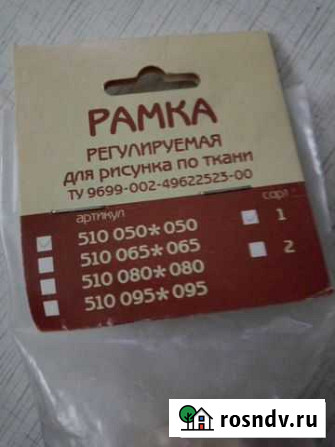 РАМКА
РЕГУЛИРУЕМАЯ
для рисунка по ткани
ТУ 9699-002-49622523-00
артикул
сорт
510 050*050
1
510 065*065
2
510 080*080
510 095*095
rosndv.ru